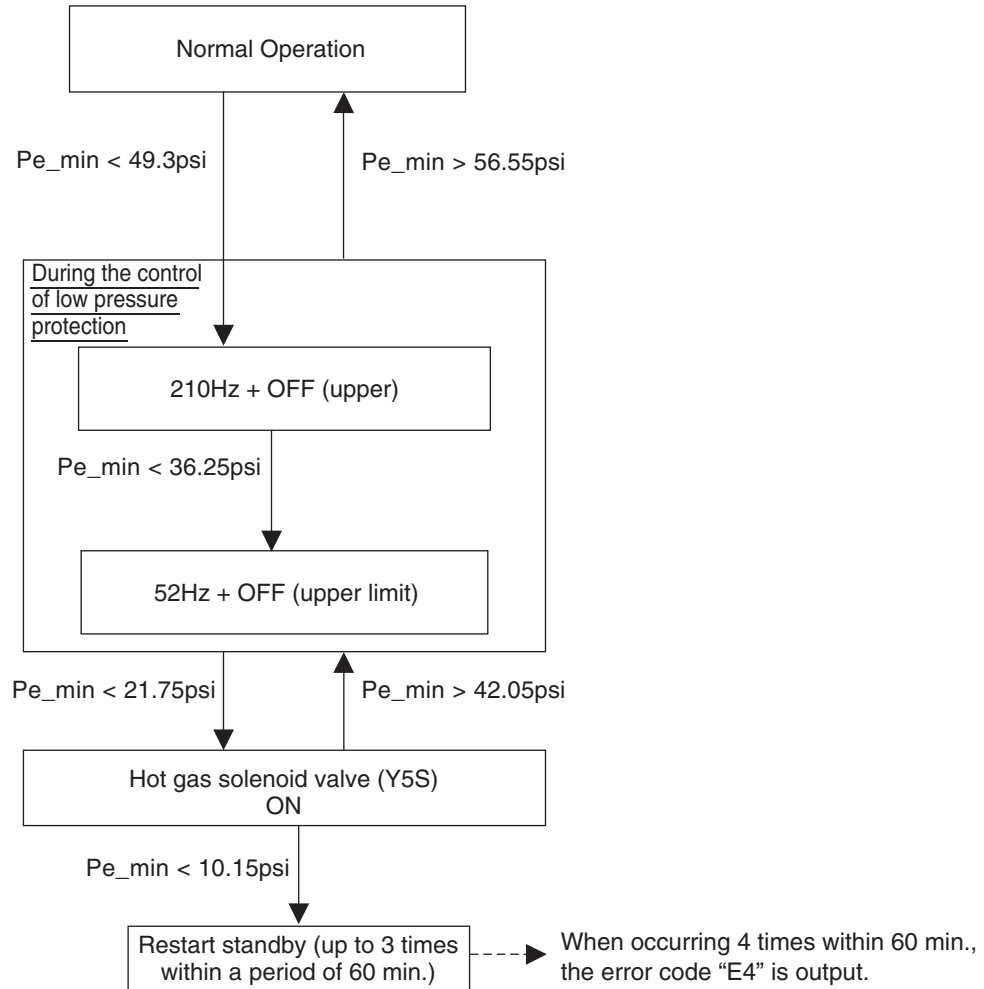 Normal Operation
Pe_min < 49.3psi
Pe_min > 56.55psi
During the control
of low pressure
protection
210Hz + OFF (upper)
Pe_min < 36.25psi
52Hz + OFF (upper limit)
Pe_min < 21.75psi
Pe_min > 42.05psi
Hot gas solenoid valve (Y5S)
ON
Pe_min < 10.15psi
Restart standby (up to 3 times
within a period of 60 min.)
When occurring 4 times within 60 min.,
the error code “E4” is output.